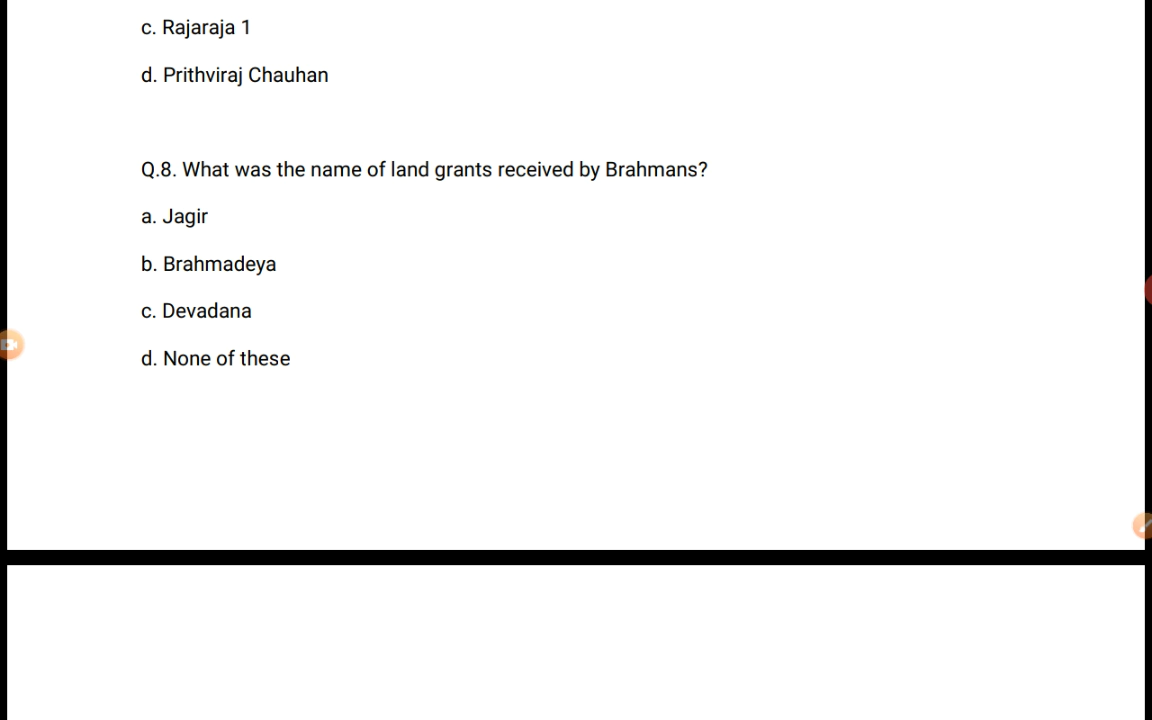 c. Rajaraja 1
d. Prithviraj Chauhan
Q.8. What was the name of land grants received by Brahmans?
a. Jagir
b. Brahmadeya
c. Devadana
d. None of these